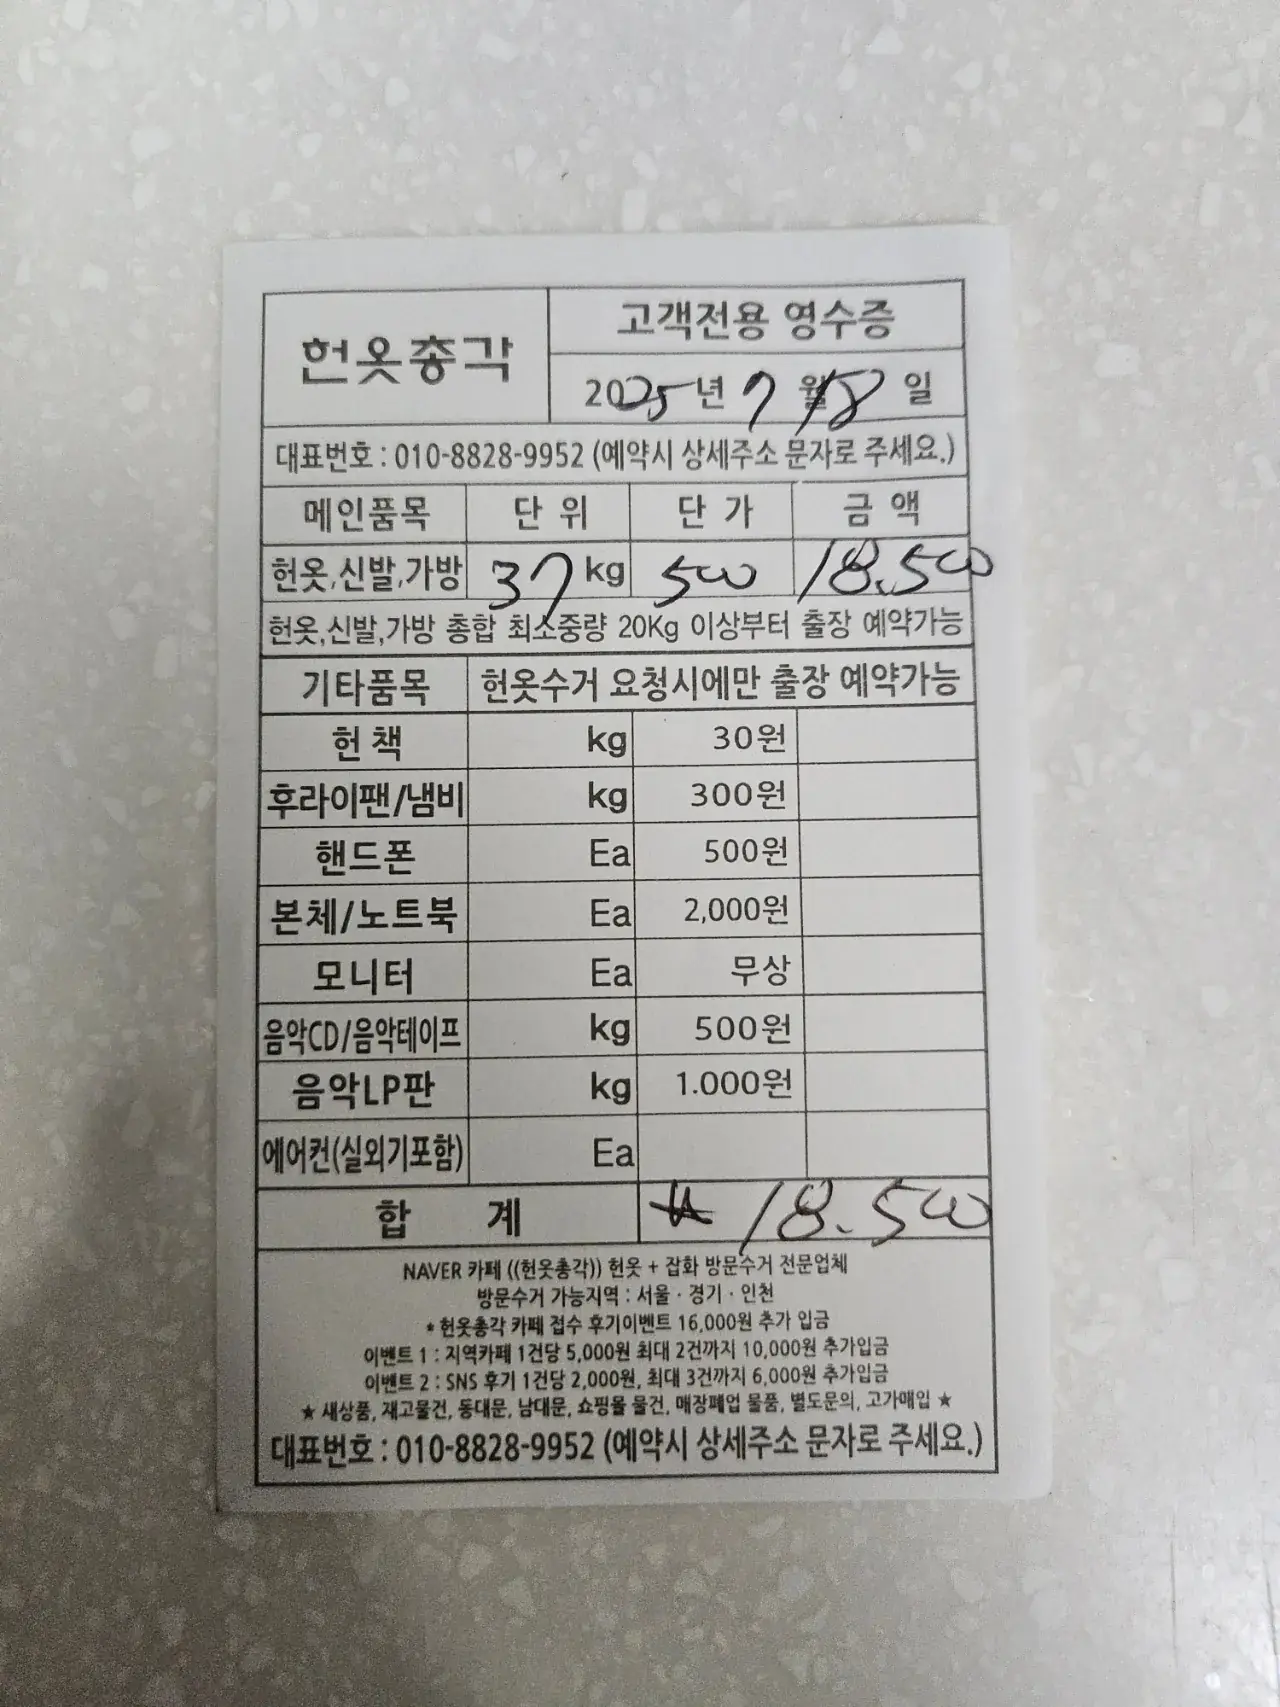 헌옷총각
고객전용 영수증
2025년 7월 18일
대표번호 : 010-8828-9952 (예약시 상세주소 문자로 주세요.)
메인품목 단 위 단 가 금 액
헌옷,신발,가방 37 kg 500 18.500
헌옷,신발,가방 총합 최소중량 20Kg 이상부터 출장 예약가능
기타품목 헌옷수거 요청시에만 출장 예약가능
헌 책 kg 30원
후라이팬/냄비 kg 300원
핸드폰 Ea 500원
본체/노트북 Ea 2,000원
모니터 Ea 무상
음악CD/음악테이프 kg 500원
음악LP판 kg 1.000원
에어컨(실외기포함) Ea
합 계 ₩ 18.500
NAVER 카페 ((헌옷총각)) 헌옷 + 잡화 방문수거 전문업체
방문수거 가능지역 : 서울 · 경기 · 인천
* 헌옷총각 카페 접수 후기이벤트 16,000원 추가 입금
이벤트 1 : 지역카페 1건당 5,000원 최대 2건까지 10,000원 추가입금
이벤트 2 : SNS 후기 1건당 2,000원, 최대 3건까지 6,000원 추가입금
★ 새상품, 재고물건, 동대문, 남대문, 쇼핑몰 물건, 매장폐업 물품, 별도문의, 고가매입 ★
대표번호 : 010-8828-9952 (예약시 상세주소 문자로 주세요.)